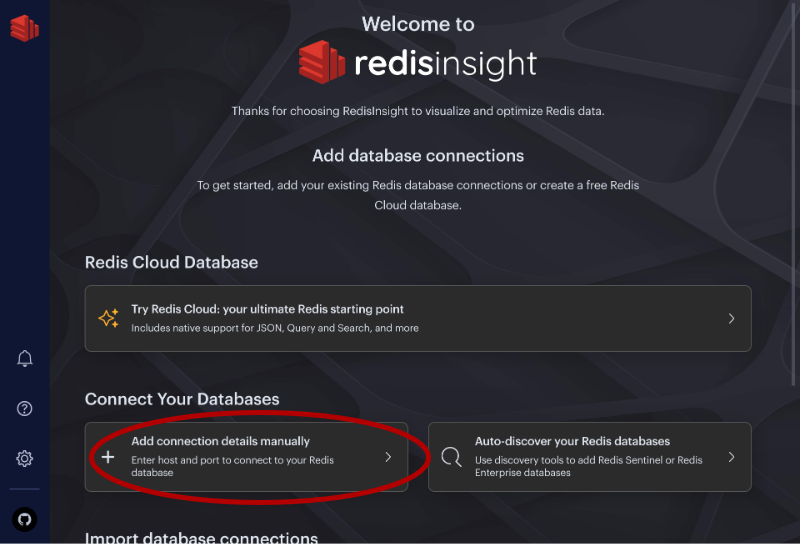 Welcome to
redisinsight
Thanks for choosing RedisInsight to visualize and optimize Redis data.
Add database connections
To get started, add your existing Redis database connections or create a free Redis
Cloud database.
Redis Cloud Database
Try Redis Cloud: your ultimate Redis starting point
Includes native support for JSON, Query and Search, and more
Connect Your Databases
Add connection details manually
Enter host and port to connect to your Redis
database
Auto-discover your Redis databases
Use discovery tools to add Redis Sentinel or Redis
Enterprise databases
Import database connections